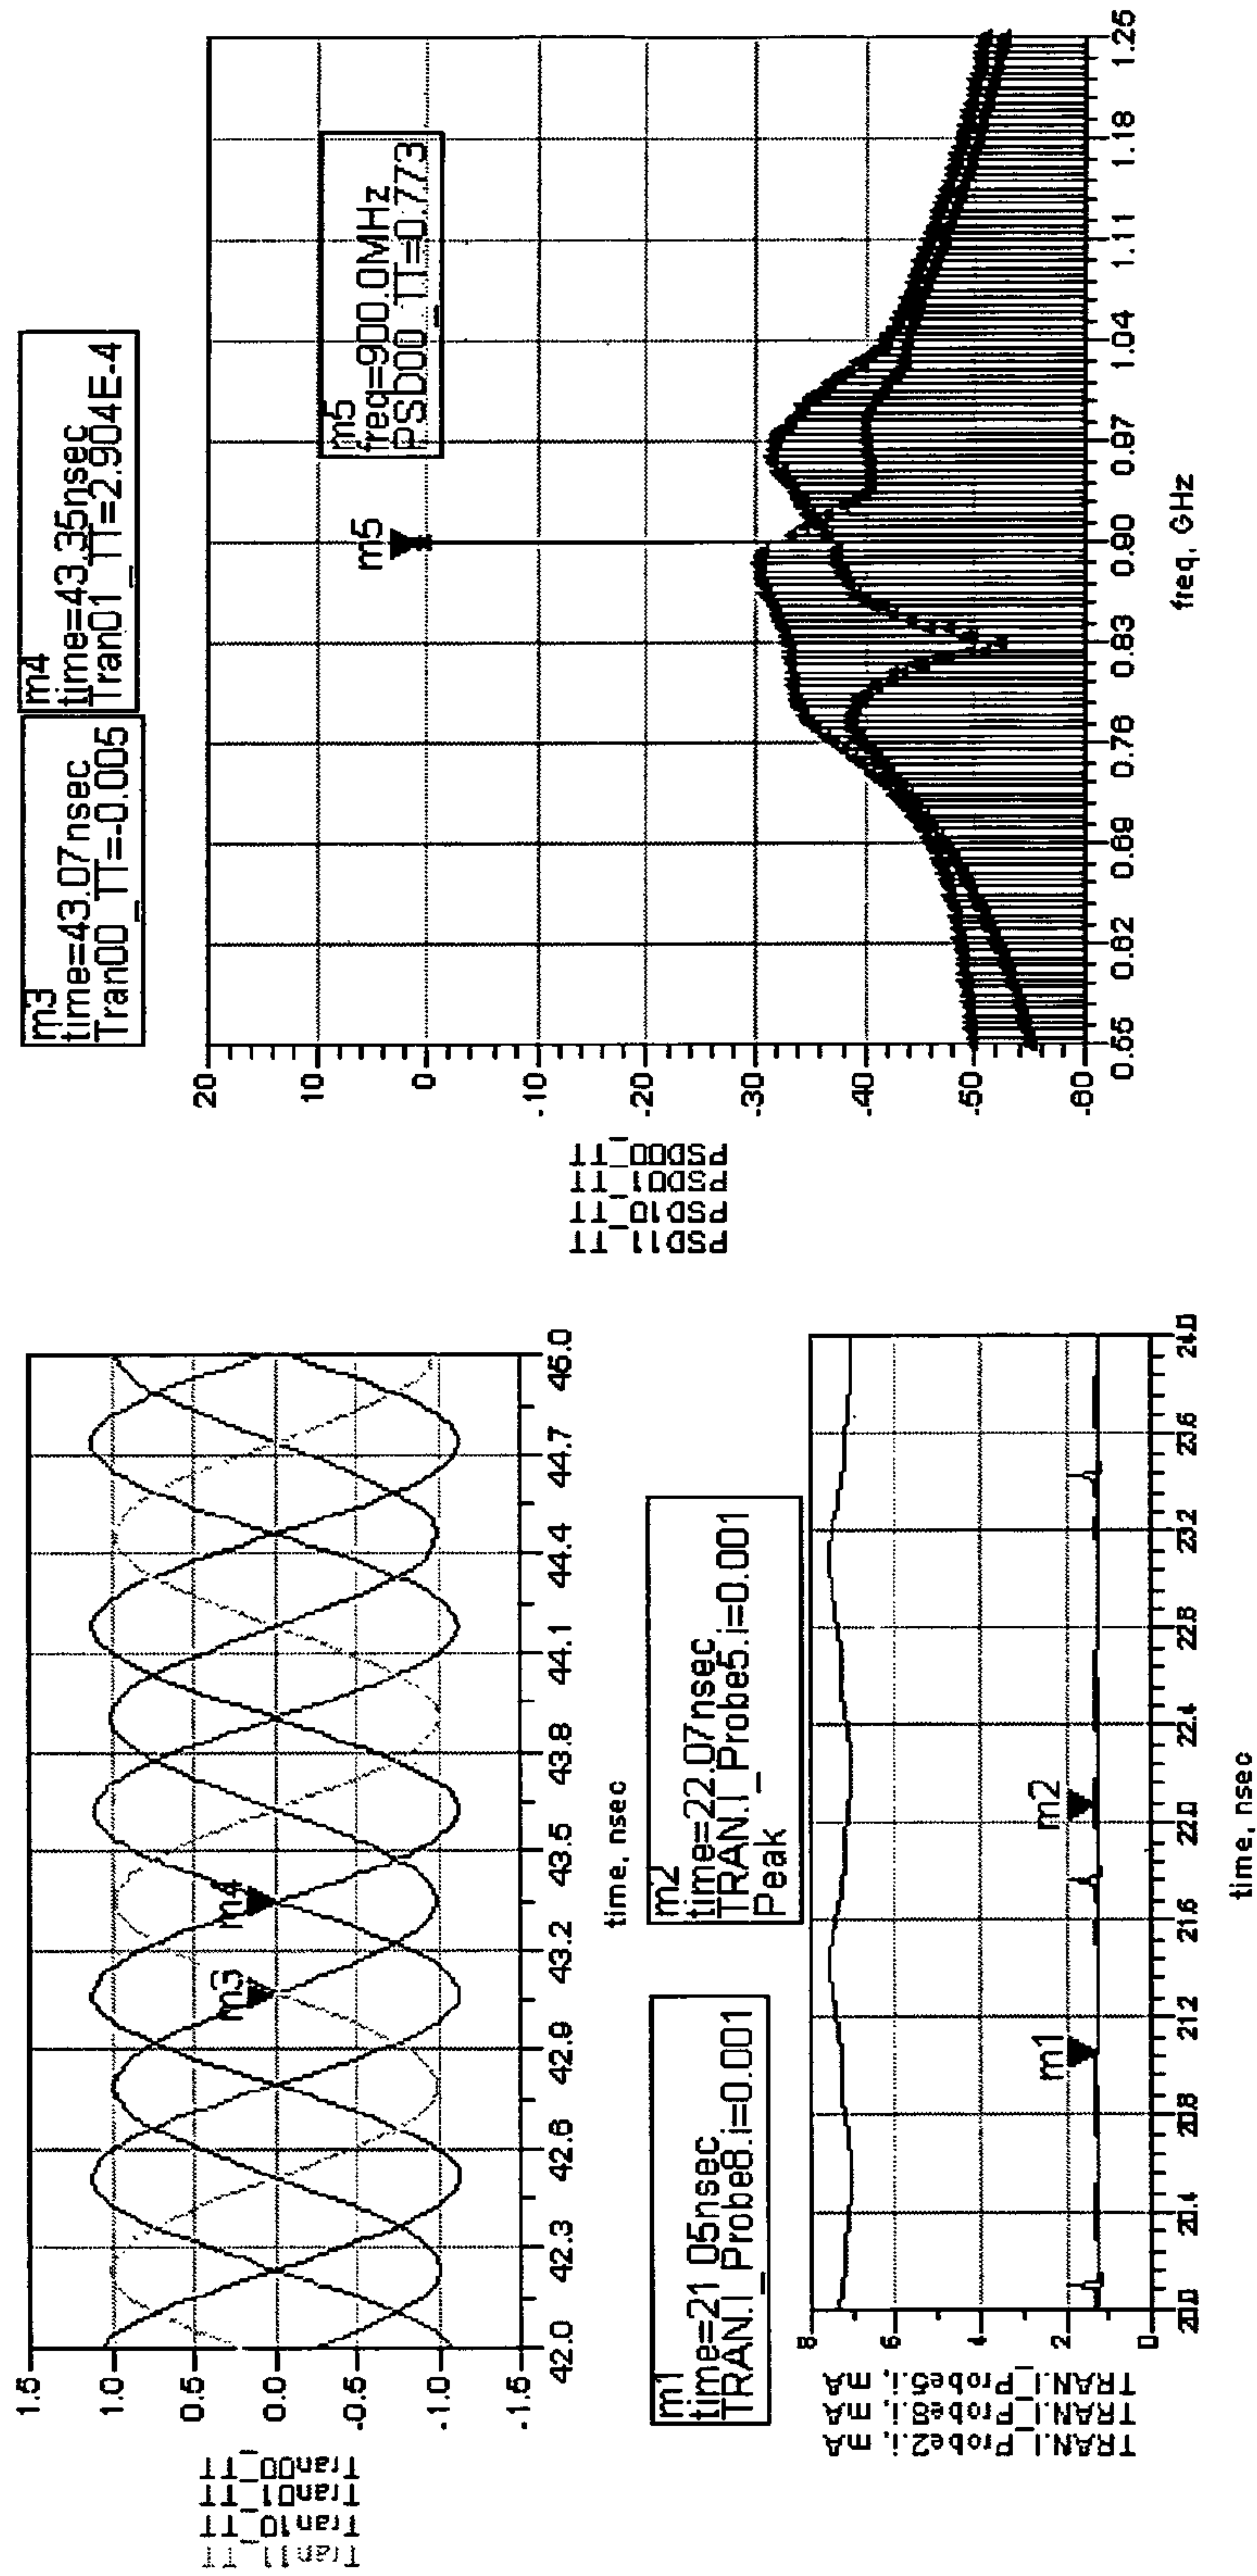 m3
time=43.07nsec
Tran00_TT=-0.005
m4
time=43.35nsec
Tran01_TT=2.904E-4
1.5
1.0
0.5
0.0
-0.5
-1.0
-1.5
Tran11_TT
Tran10_TT
Tran01_TT
Tran00_TT
m3
m4
42.0
42.3
42.6
42.9
43.2
43.5
43.8
44.1
44.4
44.7
45.0
time, nsec
20
10
0
-10
-20
-30
-40
-50
-60
PSD11_TT
PSD10_TT
PSD01_TT
PSD00_TT
m5
m5
freq=900.0MHz
PSD00_TT=0.773
0.55
0.62
0.69
0.76
0.83
0.90
0.97
1.04
1.11
1.18
1.25
freq, GHz
m1
time=21.05nsec
TRAN.I_Probe8.i=0.001
m2
time=22.07nsec
TRAN.I_Probe5.i=0.001
Peak
8
6
4
2
0
TRAN.I_Probe2.i, mA
TRAN.I_Probe8.i, mA
TRAN.I_Probe5.i, mA
m1
m2
20.0
20.4
20.8
21.2
21.6
22.0
22.4
22.8
23.2
23.6
24.0
time, nsec